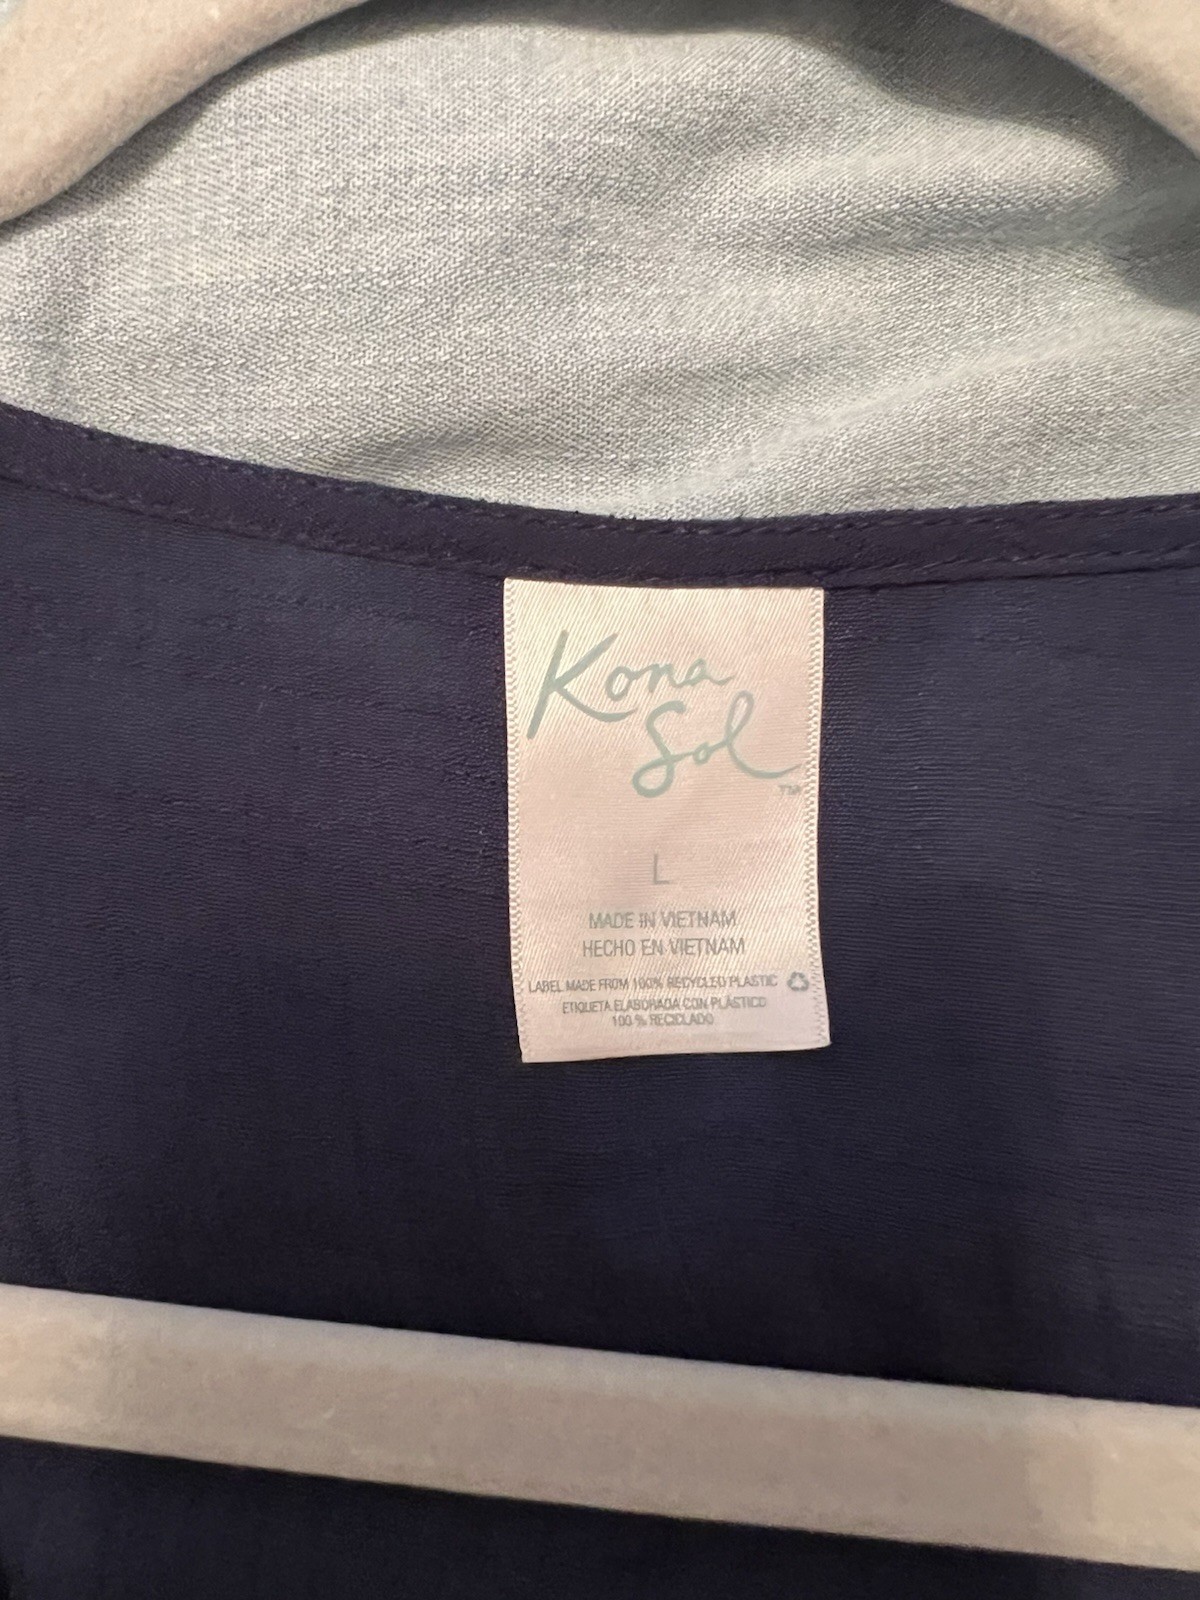 Kona
Sol
TM
L
MADE IN VIETNAM
HECHO EN VIETNAM
LABEL MADE FROM 100% RECYCLED PLASTIC
ETIQUETA ELABORADA CON PLÁSTICO
100 % RECICLADO